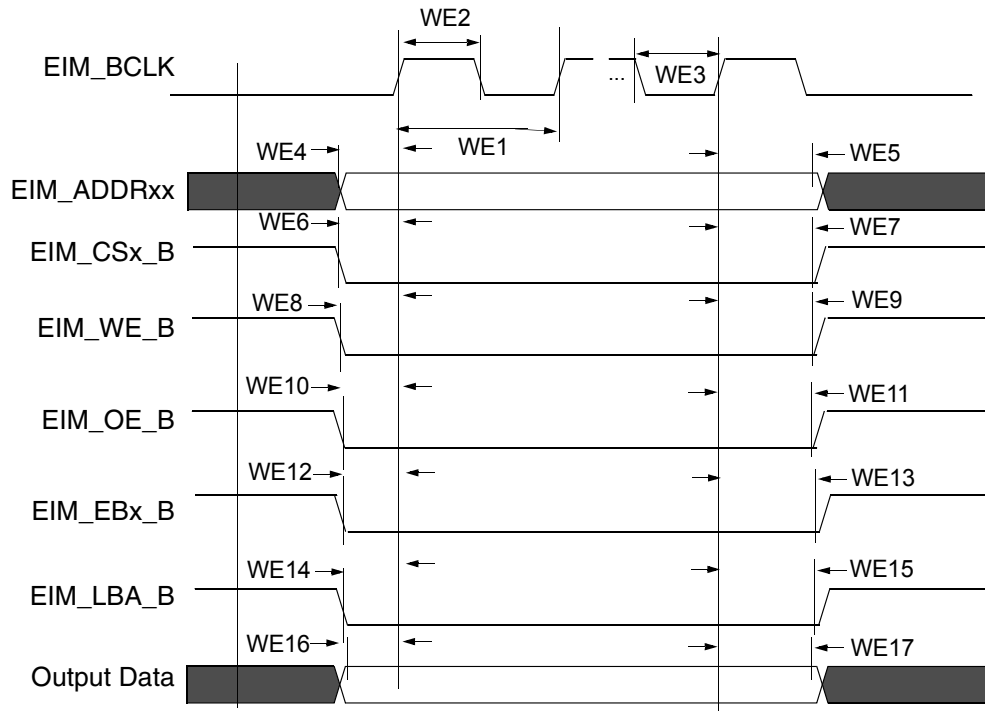 WE2
EIM_BCLK
...
WE3
WE1
WE4
WE5
EIM_ADDRxx
WE6
WE7
EIM_CSx_B
WE8
WE9
EIM_WE_B
WE10
WE11
EIM_OE_B
WE12
WE13
EIM_EBx_B
WE14
WE15
EIM_LBA_B
WE16
WE17
Output Data